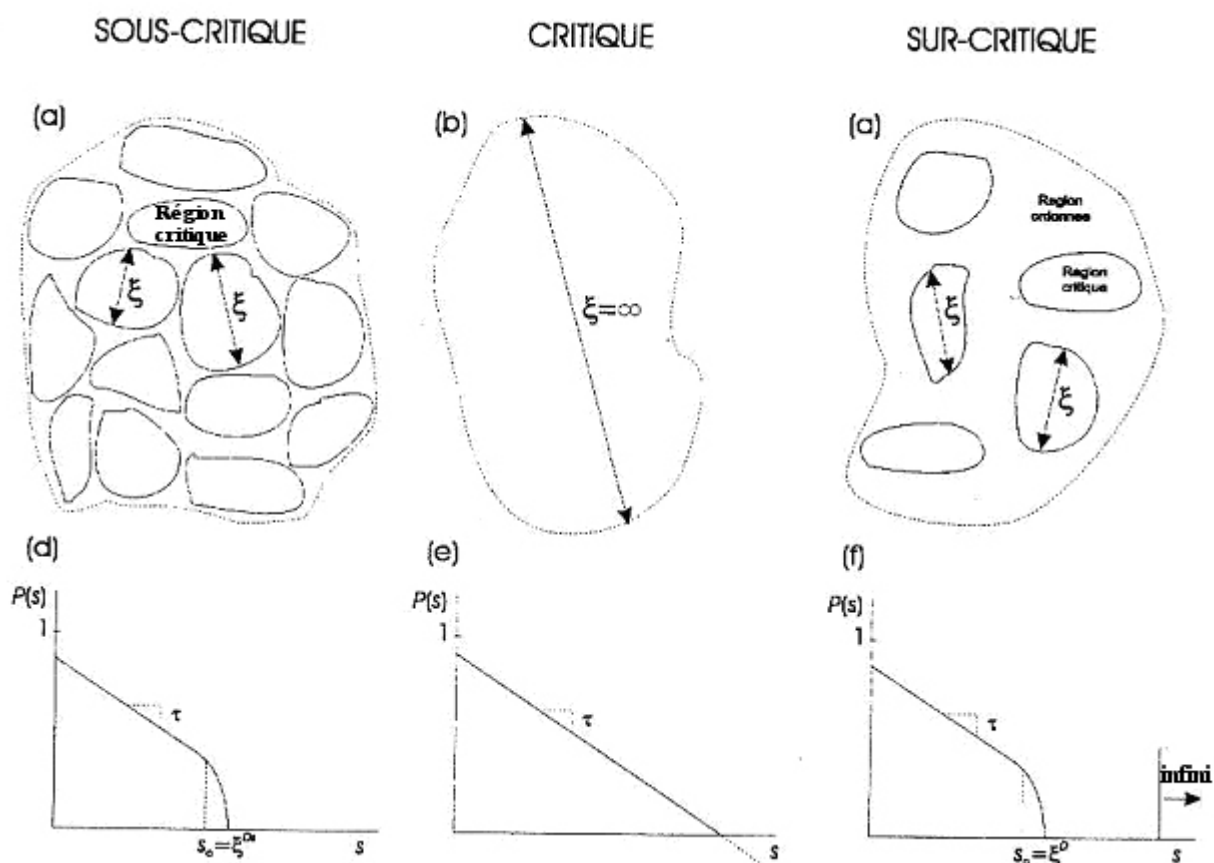 SOUS-CRITIQUE
CRITIQUE
SUR-CRITIQUE
(a)
(b)
(a)
Région
critique
ξ
ξ
ξ=∞
Region
ordonnee
Region
critique
ξ
ξ
(d)
(e)
(f)
P(s)
1
τ
s
P(s)
1
τ
s
P(s)
1
τ
infini
s